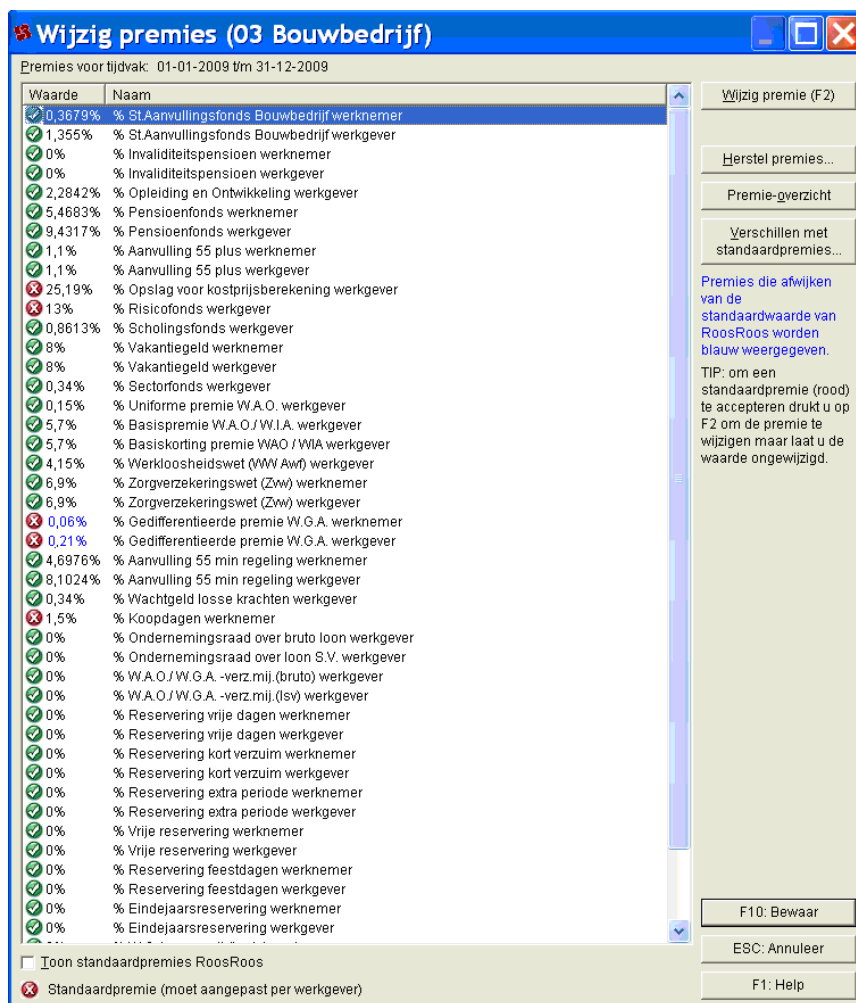 Wijzig premies (03 Bouwbedrijf)
Premies voor tijdvak: 01-01-2009 t/m 31-12-2009
Waarde Naam
0,3679% % St.Aanvullingsfonds Bouwbedrijf werknemer
1,355% % St.Aanvullingsfonds Bouwbedrijf werkgever
0% % Invaliditeitspensioen werknemer
0% % Invaliditeitspensioen werkgever
2,2842% % Opleiding en Ontwikkeling werkgever
5,4683% % Pensioenfonds werknemer
9,4317% % Pensioenfonds werkgever
1,1% % Aanvulling 55 plus werknemer
1,1% % Aanvulling 55 plus werkgever
25,19% % Opslag voor kostprijsberekening werkgever
13% % Risicofonds werkgever
0,8613% % Scholingsfonds werkgever
8% % Vakantiegeld werknemer
8% % Vakantiegeld werkgever
0,34% % Sectorfonds werkgever
0,15% % Uniforme premie W.A.O. werkgever
5,7% % Basispremie W.A.O./ W.I.A. werkgever
5,7% % Basiskorting premie WAO / WIA werkgever
4,15% % Werkloosheidswet (WW Awf) werkgever
6,9% % Zorgverzekeringswet (Zvw) werknemer
6,9% % Zorgverzekeringswet (Zvw) werkgever
0,06% % Gedifferentieerde premie W.G.A. werknemer
0,21% % Gedifferentieerde premie W.G.A. werkgever
4,6976% % Aanvulling 55 min regeling werknemer
8,1024% % Aanvulling 55 min regeling werkgever
0,34% % Wachtgeld losse krachten werkgever
1,5% % Koopdagen werknemer
0% % Ondernemingsraad over bruto loon werkgever
0% % Ondernemingsraad over loon S.V. werkgever
0% % W.A.O./ W.G.A. -verz.mij.(bruto) werkgever
0% % W.A.O./ W.G.A. -verz.mij.(lsv) werkgever
0% % Reservering vrije dagen werknemer
0% % Reservering vrije dagen werkgever
0% % Reservering kort verzuim werknemer
0% % Reservering kort verzuim werkgever
0% % Reservering extra periode werknemer
0% % Reservering extra periode werkgever
0% % Vrije reservering werknemer
0% % Vrije reservering werkgever
0% % Reservering feestdagen werknemer
0% % Reservering feestdagen werkgever
0% % Eindejaarsreservering werknemer
0% % Eindejaarsreservering werkgever
Toon standaardpremies RoosRoos
Standaardpremie (moet aangepast per werkgever)
Wijzig premie (F2)
Herstel premies...
Premie-overzicht
Verschillen met
standaardpremies...
Premies die afwijken
van de
standaardwaarde van
RoosRoos worden
blauw weergegeven.
TIP: om een
standaardpremie (rood)
te accepteren drukt u op
F2 om de premie te
wijzigen maar laat u de
waarde ongewijzigd.
F10: Bewaar
ESC: Annuleer
F1: Help